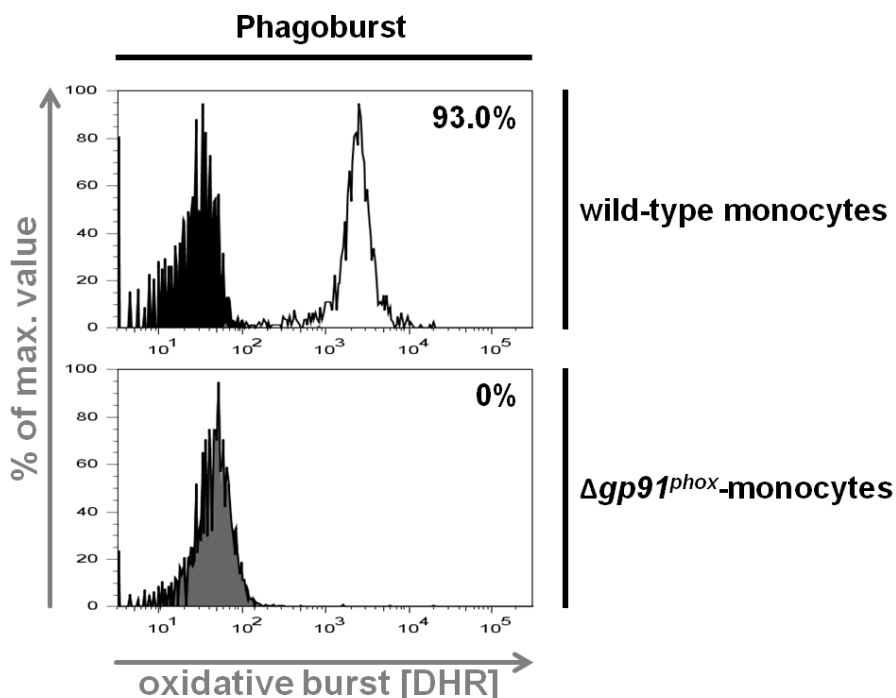 Phagoburst
% of max. value
100
80
60
40
20
0
93.0%
10¹ 10² 10³ 10⁴ 10⁵
wild-type monocytes
100
80
60
40
20
0
0%
10¹ 10² 10³ 10⁴ 10⁵
Δgp91ᵖʰᵒˣ-monocytes
oxidative burst [DHR]